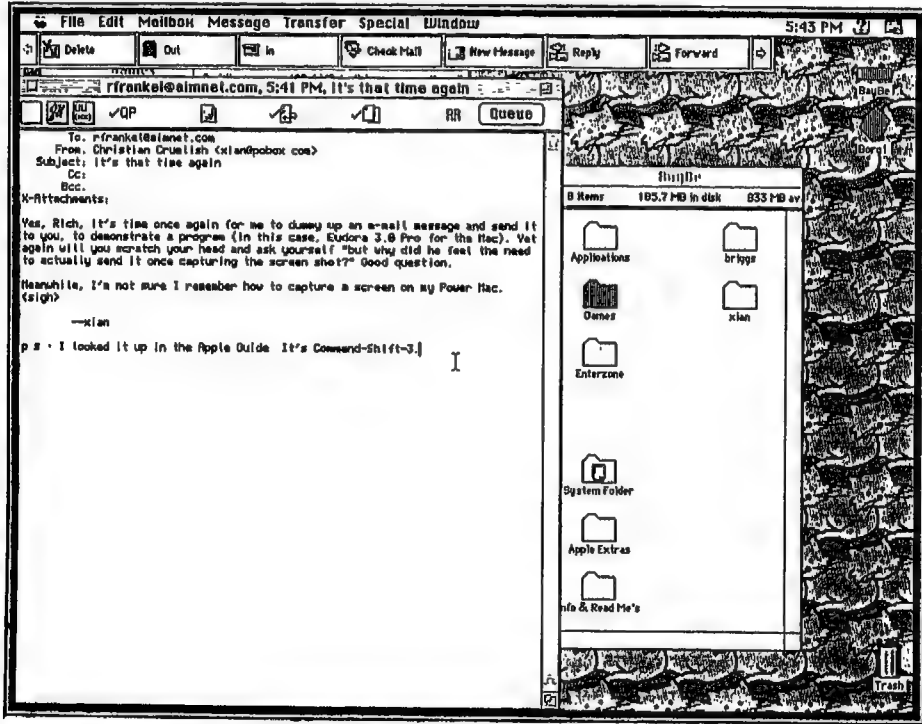 File Edit Mailbox Message Transfer Special Window 5:43 PM
Delete Out In Check Mail New Message Reply Forward
rfrankel@aimnet.com, 5:41 PM, It's that time again
QP RR Queue
To: rfrankel@aimnet.com
From: Christian Crumlish <xian@pobox.com>
Subject: It's that time again
Cc:
Bcc:
X-Attachments:
Yes, Rich, it's time once again for me to dummy up an e-mail message and send it
to you, to demonstrate a program (in this case, Eudora 3.0 Pro for the Mac). Yet
again will you scratch your head and ask yourself "but why did he feel the need
to actually send it once capturing the screen shot?" Good question.
Meanwhile, I'm not sure I remember how to capture a screen on my Power Mac.
(sigh)
--xian
p s - I looked it up in the Apple Guide It's Command-Shift-3.
BayBe
8 items 185.7 MB in disk 833 MB av
Applications
briggs
Games
xian
Enterzone
System Folder
Apple Extras
nfo & Read Me's
BayBe
Trash